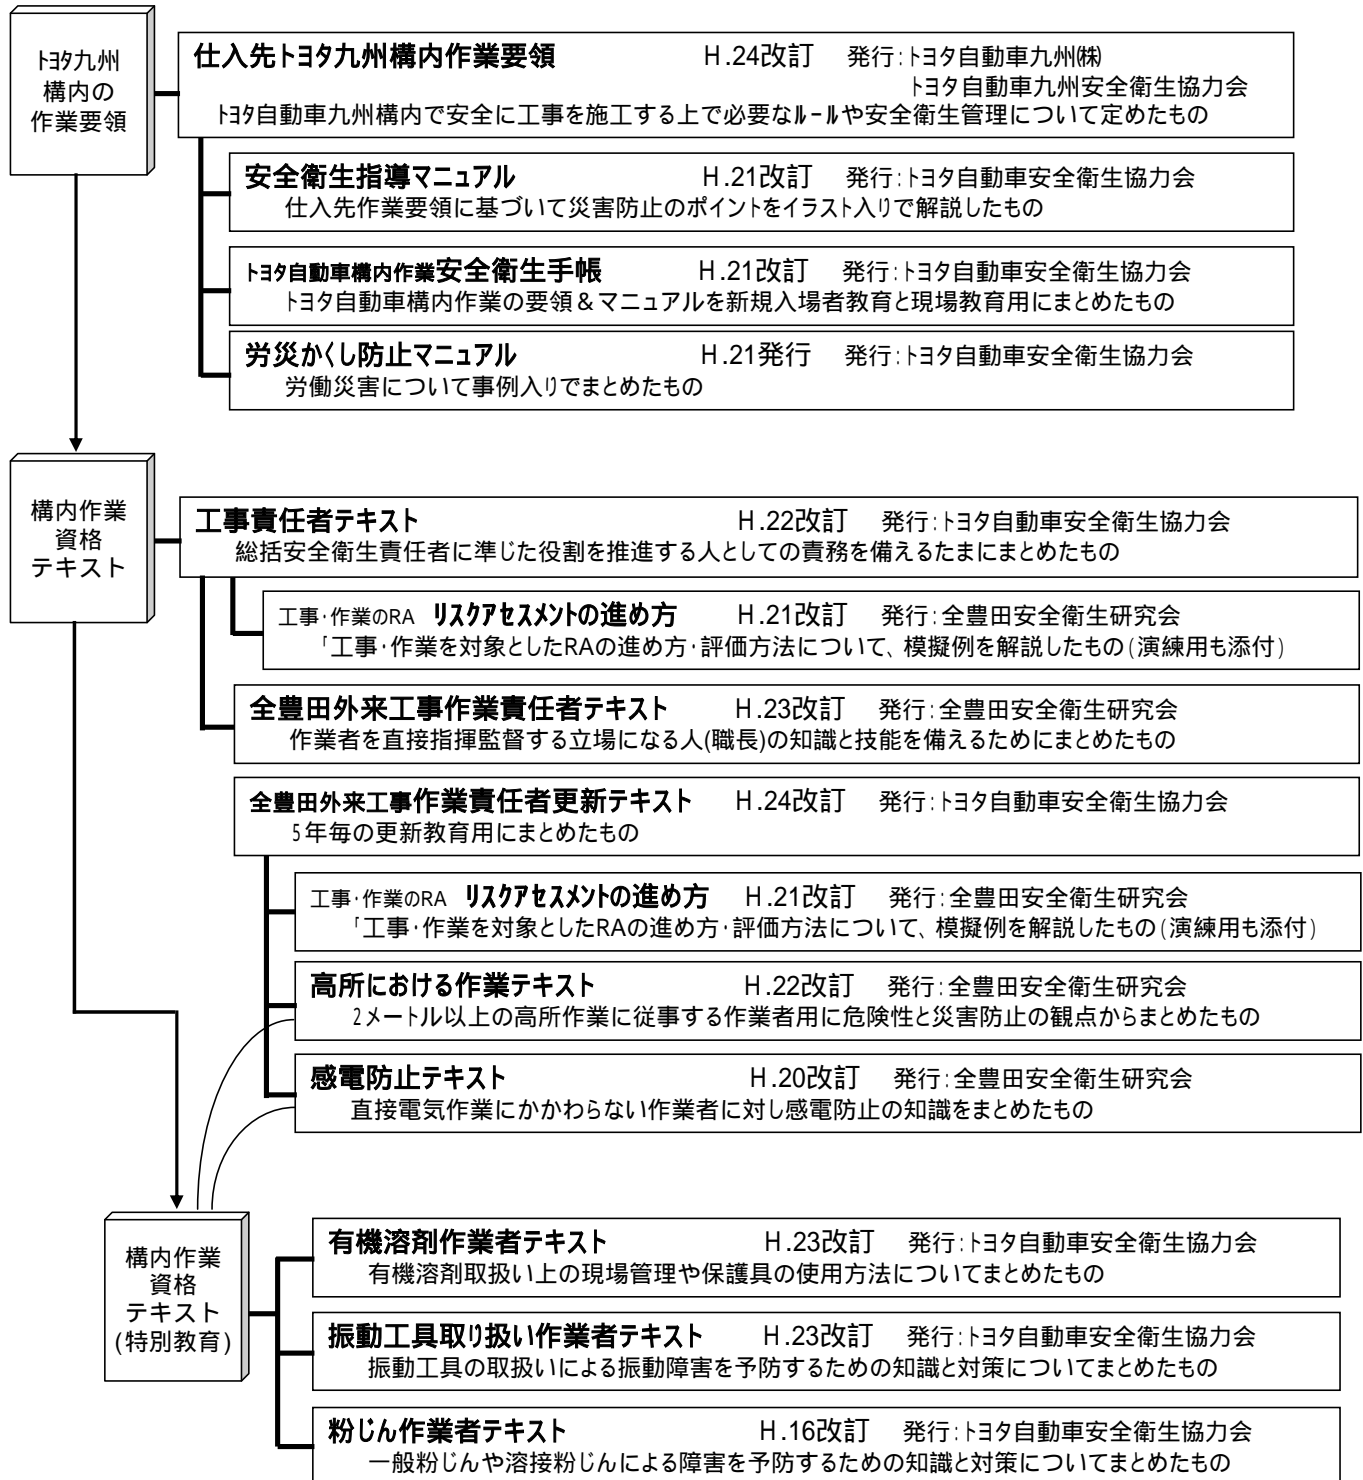 トヨタ九州
構内の
作業要領
仕入先トヨタ九州構内作業要領 H.24改訂 発行:トヨタ自動車九州㈱
トヨタ自動車九州安全衛生協力会
トヨタ自動車九州構内で安全に工事を施工する上で必要なルールや安全衛生管理について定めたもの
安全衛生指導マニュアル H.21改訂 発行:トヨタ自動車安全衛生協力会
仕入先作業要領に基づいて災害防止のポイントをイラスト入りで解説したもの
トヨタ自動車構内作業安全衛生手帳 H.21改訂 発行:トヨタ自動車安全衛生協力会
トヨタ自動車構内作業の要領＆マニュアルを新規入場者教育と現場教育用にまとめたもの
労災かくし防止マニュアル H.21発行 発行:トヨタ自動車安全衛生協力会
労働災害について事例入りでまとめたもの
構内作業
資格
テキスト
工事責任者テキスト H.22改訂 発行:トヨタ自動車安全衛生協力会
総括安全衛生責任者に準じた役割を推進する人としての責務を備えるたまにまとめたもの
工事・作業のRA リスクアセスメントの進め方 H.21改訂 発行:全豊田安全衛生研究会
「工事・作業を対象としたRAの進め方・評価方法について、模擬例を解説したもの(演練用も添付)
全豊田外来工事作業責任者テキスト H.23改訂 発行:全豊田安全衛生研究会
作業者を直接指揮監督する立場になる人(職長)の知識と技能を備えるためにまとめたもの
全豊田外来工事作業責任者更新テキスト H.24改訂 発行:トヨタ自動車安全衛生協力会
5年毎の更新教育用にまとめたもの
工事・作業のRA リスクアセスメントの進め方 H.21改訂 発行:全豊田安全衛生研究会
「工事・作業を対象としたRAの進め方・評価方法について、模擬例を解説したもの(演練用も添付)
高所における作業テキスト H.22改訂 発行:全豊田安全衛生研究会
2メートル以上の高所作業に従事する作業者用に危険性と災害防止の観点からまとめたもの
感電防止テキスト H.20改訂 発行:全豊田安全衛生研究会
直接電気作業にかかわらない作業者に対し感電防止の知識をまとめたもの
構内作業
資格
テキスト
(特別教育)
有機溶剤作業者テキスト H.23改訂 発行:トヨタ自動車安全衛生協力会
有機溶剤取扱い上の現場管理や保護具の使用方法についてまとめたもの
振動工具取り扱い作業者テキスト H.23改訂 発行:トヨタ自動車安全衛生協力会
振動工具の取扱いによる振動障害を予防するための知識と対策についてまとめたもの
粉じん作業者テキスト H.16改訂 発行:トヨタ自動車安全衛生協力会
一般粉じんや溶接粉じんによる障害を予防するための知識と対策についてまとめたもの